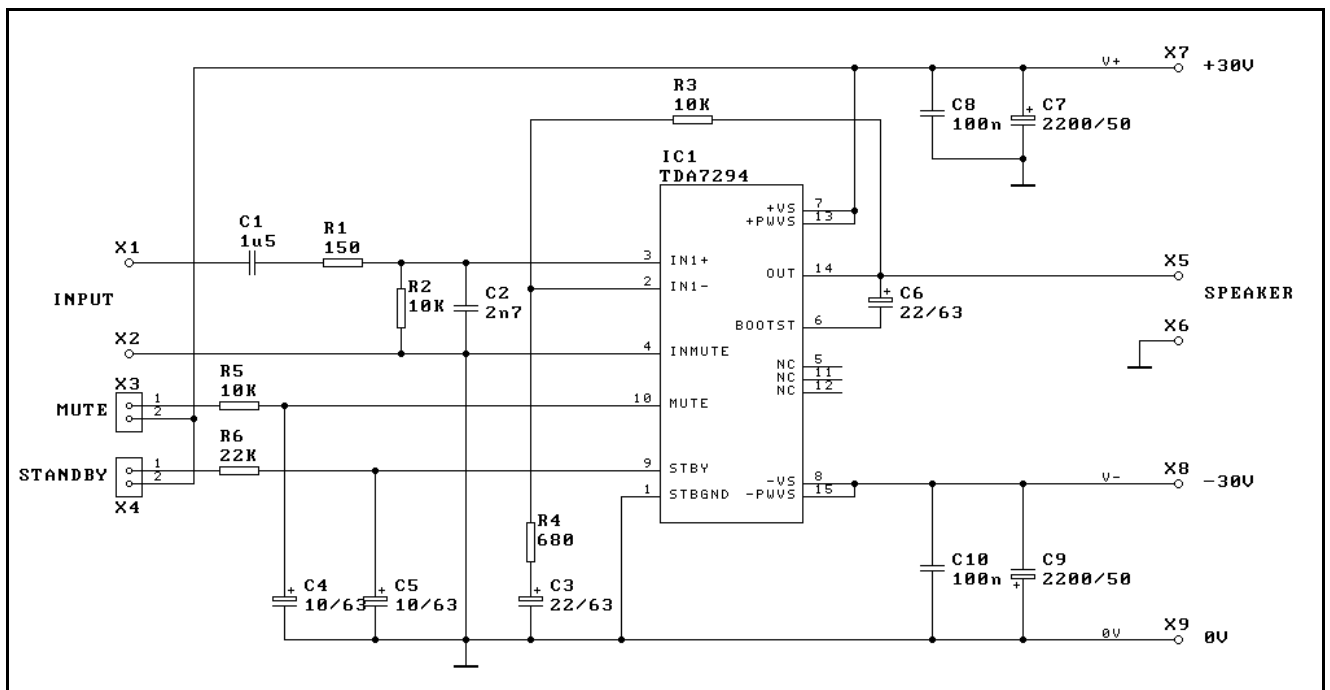 X7
V+
+30V
R3
10K
C8
100n
+
C7
2200/50
IC1
TDA7294
+VS
7
+PWVS
13
C1
1u5
R1
150
X1
3
IN1+
X5
OUT
14
INPUT
R2
10K
C2
2n7
2
IN1-
+
C6
22/63
SPEAKER
BOOTST
6
X2
X6
4
INMUTE
NC
5
NC
11
NC
12
X3
R5
10K
MUTE
1
2
10
MUTE
R6
22K
STANDBY
1
2
X4
9
STBY
1
STBGND
-VS
8
-PWVS
15
X8
V-
-30V
R4
680
C10
100n
C9
2200/50
+
+
C4
10/63
+
C5
10/63
+
C3
22/63
X9
0V
0V